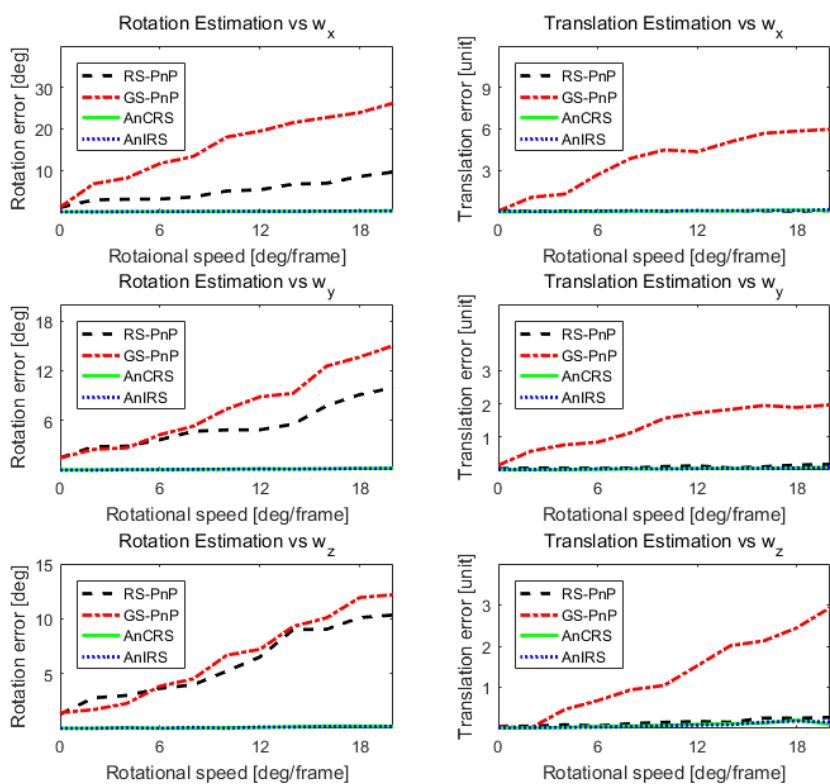 Rotation Estimation vs w_x
Rotation error [deg]
30
20
10
RS-PnP
GS-PnP
AnCRS
AnIRS
0 6 12 18
Rotaional speed [deg/frame]
Translation Estimation vs w_x
Translation error [unit]
9
6
3
RS-PnP
GS-PnP
AnCRS
AnIRS
0 6 12 18
Rotaional speed [deg/frame]
Rotation Estimation vs w_y
Rotation error [deg]
18
12
6
RS-PnP
GS-PnP
AnCRS
AnIRS
0 6 12 18
Rotational speed [deg/frame]
Translation Estimation vs w_y
Translation error [unit]
3
2
1
RS-PnP
GS-PnP
AnCRS
AnIRS
0 6 12 18
Rotational speed [deg/frame]
Rotation Estimation vs w_z
Rotation error [deg]
15
10
5
RS-PnP
GS-PnP
AnCRS
AnIRS
0 6 12 18
Rotational speed [deg/frame]
Translation Estimation vs w_z
Translation error [unit]
3
2
1
RS-PnP
GS-PnP
AnCRS
AnIRS
0 6 12 18
Rotational speed [deg/frame]